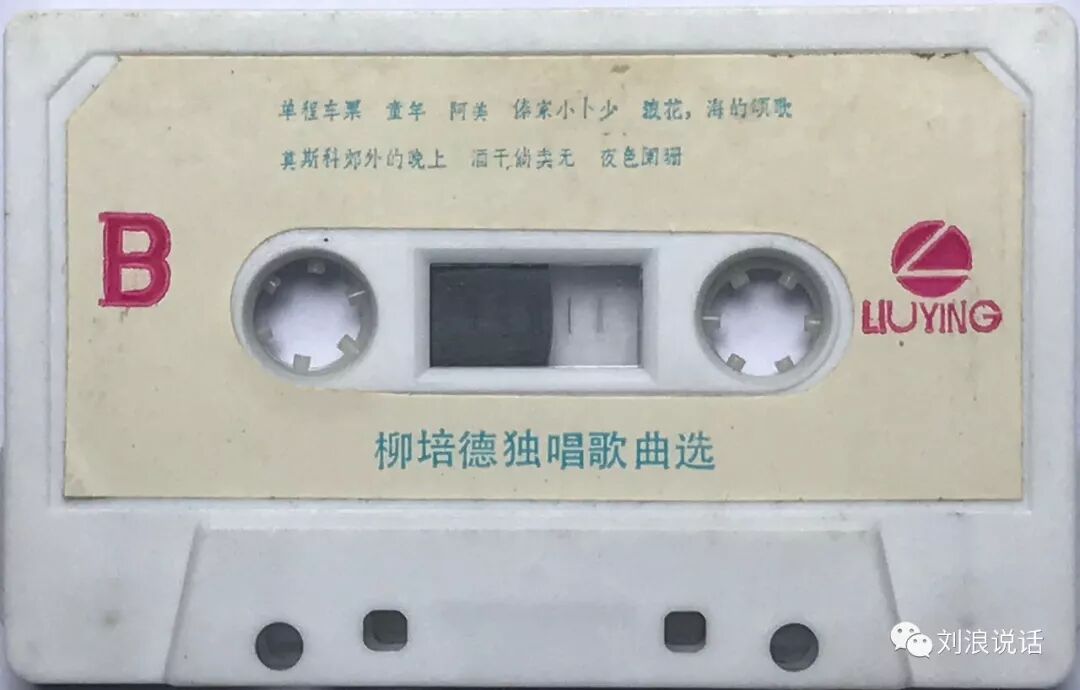 单程车票 童年 阿美 傣家小卜少 浪花，海的颂歌
莫斯科郊外的晚上 酒干倘卖无 夜色阑珊
B
LIUYING
柳培德独唱歌曲选
刘浪说话